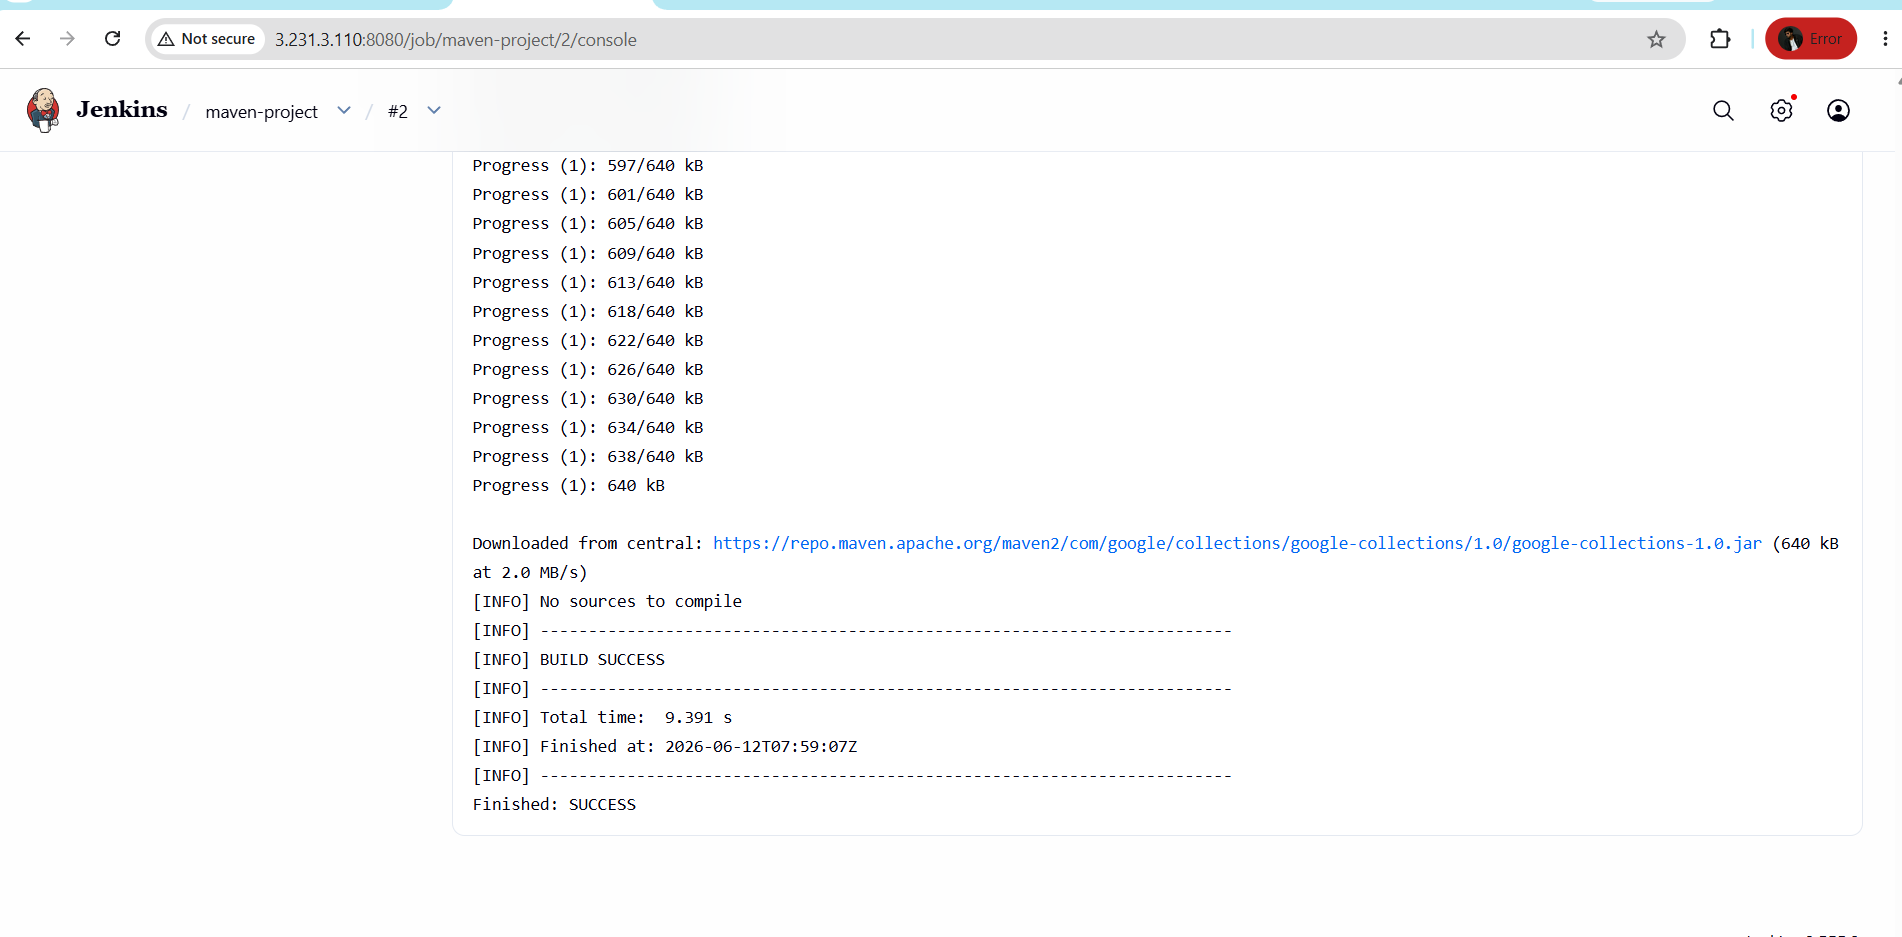 Not secure 3.231.3.110:8080/job/maven-project/2/console Error
Jenkins / maven-project / #2
Progress (1): 597/640 kB
Progress (1): 601/640 kB
Progress (1): 605/640 kB
Progress (1): 609/640 kB
Progress (1): 613/640 kB
Progress (1): 618/640 kB
Progress (1): 622/640 kB
Progress (1): 626/640 kB
Progress (1): 630/640 kB
Progress (1): 634/640 kB
Progress (1): 638/640 kB
Progress (1): 640 kB
Downloaded from central: https://repo.maven.apache.org/maven2/com/google/collections/google-collections/1.0/google-collections-1.0.jar (640 kB
at 2.0 MB/s)
[INFO] No sources to compile
[INFO] ------------------------------------------------------------------------
[INFO] BUILD SUCCESS
[INFO] ------------------------------------------------------------------------
[INFO] Total time:  9.391 s
[INFO] Finished at: 2026-06-12T07:59:07Z
[INFO] ------------------------------------------------------------------------
Finished: SUCCESS